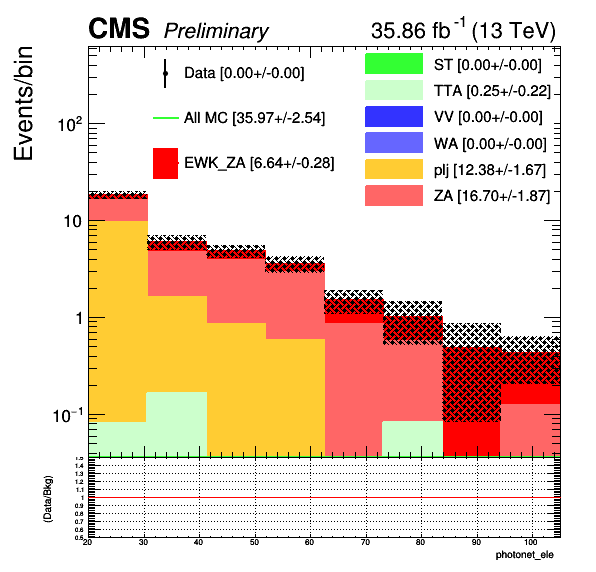 CMS Preliminary 35.86 fb⁻¹ (13 TeV)
Events/bin
Data [0.00+/-0.00]
All MC [35.97+/-2.54]
EWK_ZA [6.64+/-0.28]
ST [0.00+/-0.00]
TTA [0.25+/-0.22]
VV [0.00+/-0.00]
WA [0.00+/-0.00]
plj [12.38+/-1.67]
ZA [16.70+/-1.87]
10²
10
1
10⁻¹
(Data/Bkg)
1.5
1.4
1.3
1.2
1.1
1
0.9
0.8
0.7
0.6
0.5
20 30 40 50 60 70 80 90 100
photonet_ele